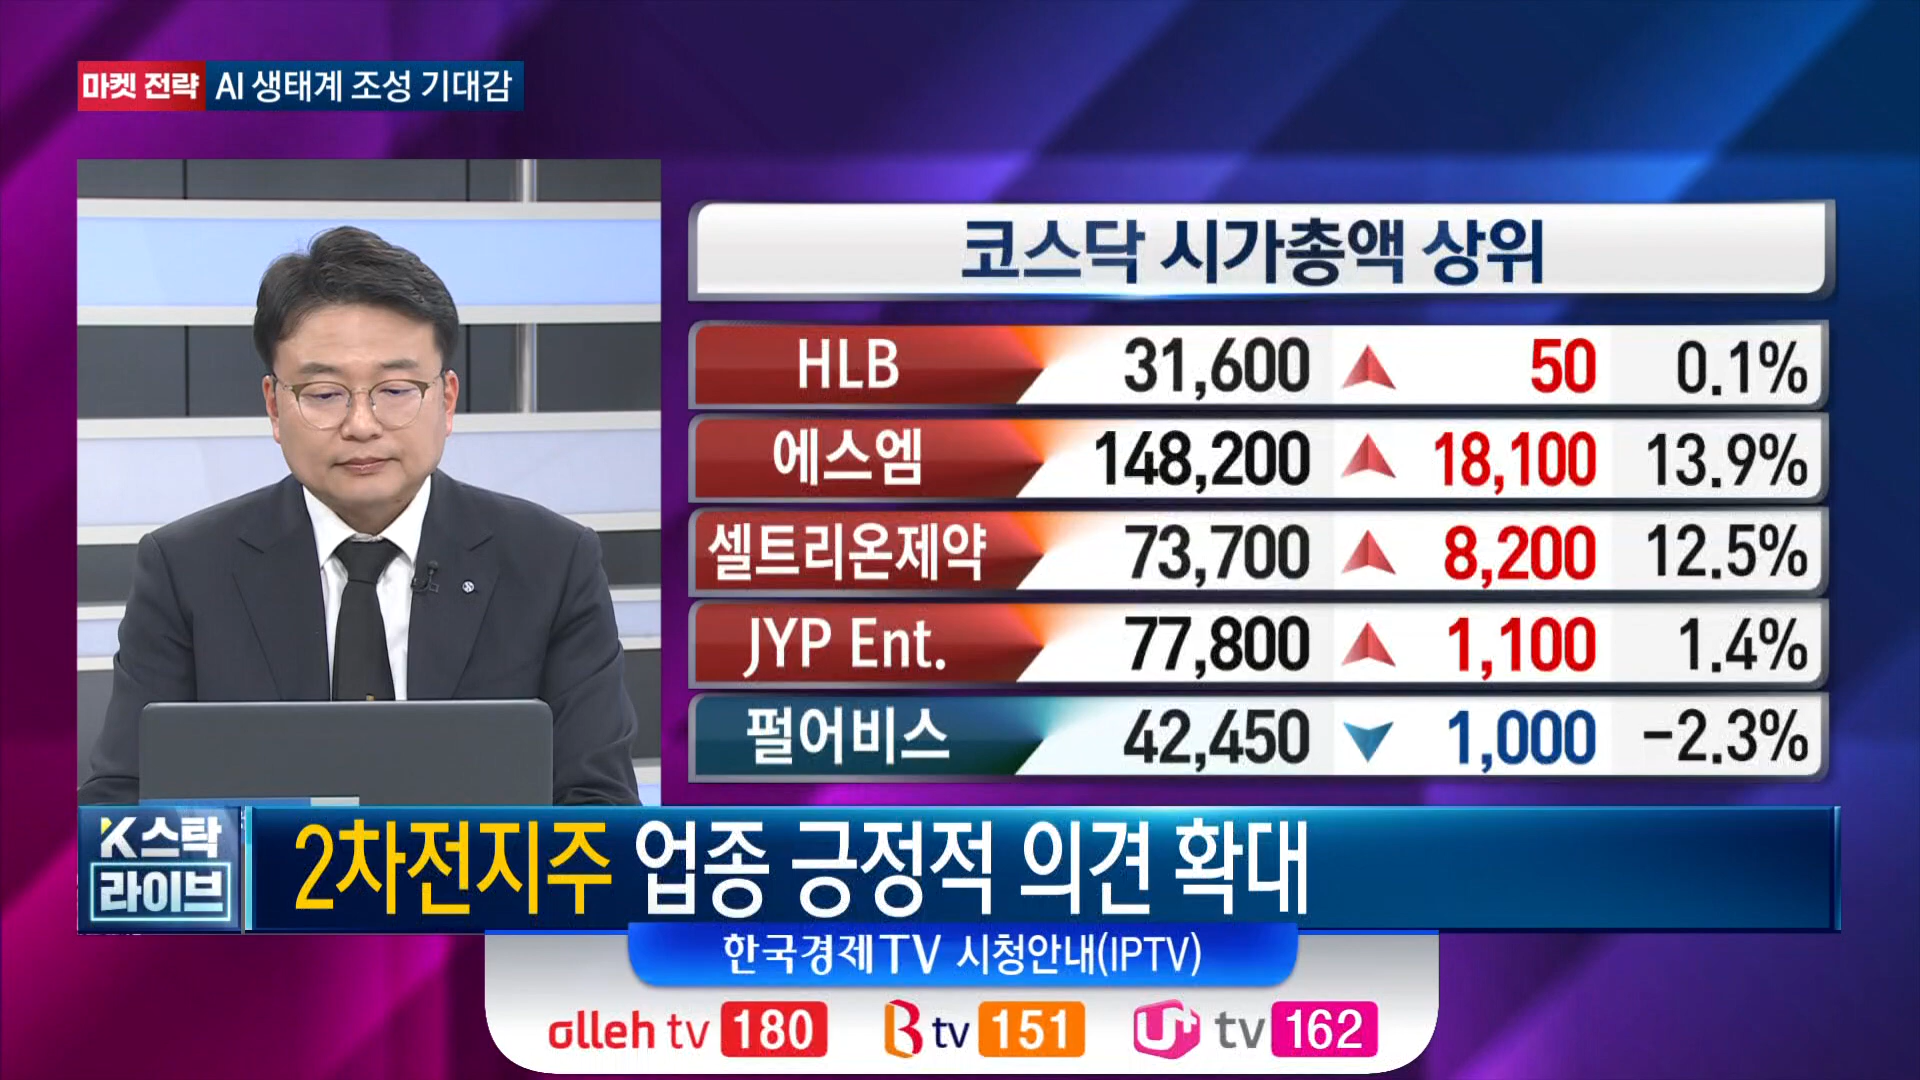 마켓 전략 AI 생태계 조성 기대감
코스닥 시가총액 상위
HLB 31,600 ▲ 50 0.1%
에스엠 148,200 ▲ 18,100 13.9%
셀트리온제약 73,700 ▲ 8,200 12.5%
JYP Ent. 77,800 ▲ 1,100 1.4%
펄어비스 42,450 ▼ 1,000 -2.3%
K스탁
라이브
2차전지주 업종 긍정적 의견 확대
한국경제TV 시청안내(IPTV)
olleh tv 180 B tv 151 U+ tv 162